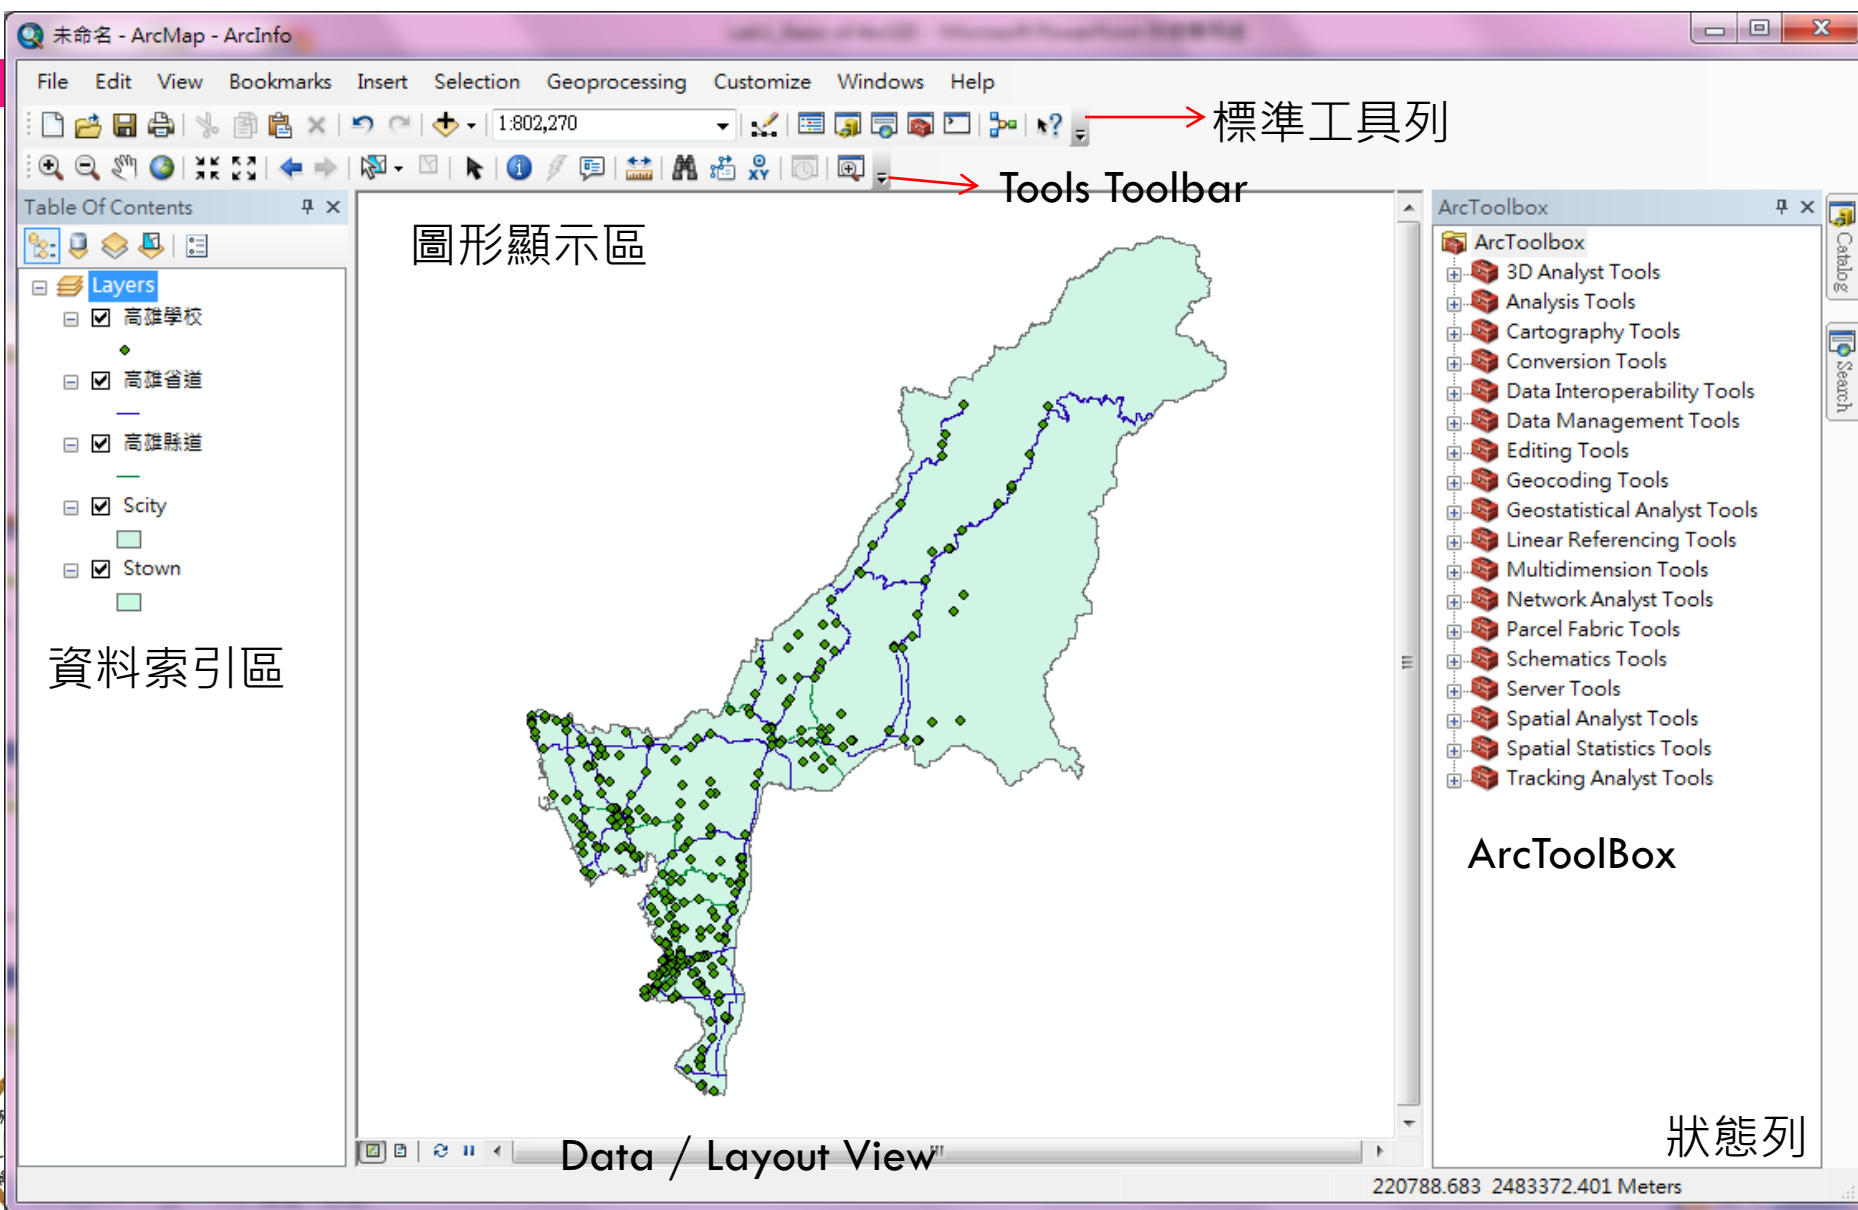 未命名 - ArcMap - ArcInfo
File Edit View Bookmarks Insert Selection Geoprocessing Customize Windows Help
1:802,270
標準工具列
Tools Toolbar
Table Of Contents
Layers
高雄學校
高雄省道
高雄縣道
Scity
Stown
資料索引區
圖形顯示區
Data / Layout View
ArcToolbox
ArcToolbox
3D Analyst Tools
Analysis Tools
Cartography Tools
Conversion Tools
Data Interoperability Tools
Data Management Tools
Editing Tools
Geocoding Tools
Geostatistical Analyst Tools
Linear Referencing Tools
Multidimension Tools
Network Analyst Tools
Parcel Fabric Tools
Schematics Tools
Server Tools
Spatial Analyst Tools
Spatial Statistics Tools
Tracking Analyst Tools
ArcToolBox
狀態列
Catalog
Search
220788.683 2483372.401 Meters